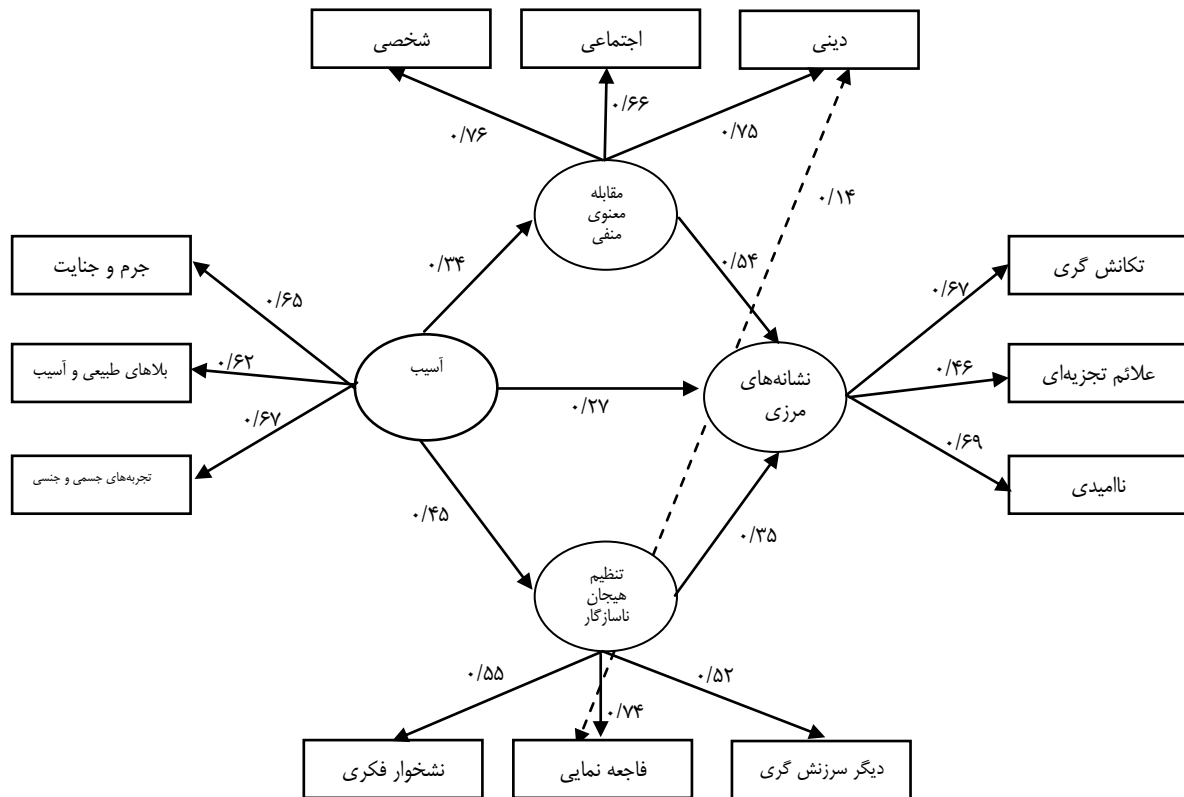 شخصی
اجتماعی
دینی
۰/۷۶
۰/۶۶
۰/۷۵
۰/۱۴
مقابله
معنوی
منفی
جرم و جنایت
بلاهای طبیعی و آسیب
تجربه‌های جسمی و جنسی
۰/۶۵
۰/۶۲
۰/۶۷
آسیب
۰/۳۴
۰/۵۴
۰/۲۷
۰/۴۵
۰/۳۵
نشانه‌های
مرزی
۰/۶۷
۰/۴۶
۰/۶۹
تکانش گری
علائم تجزیه‌ای
ناامیدی
تنظیم
هیجان
ناسازگار
۰/۵۵
۰/۷۴
۰/۵۲
نشخوار فکری
فاجعه نمایی
دیگر سرزنش گری